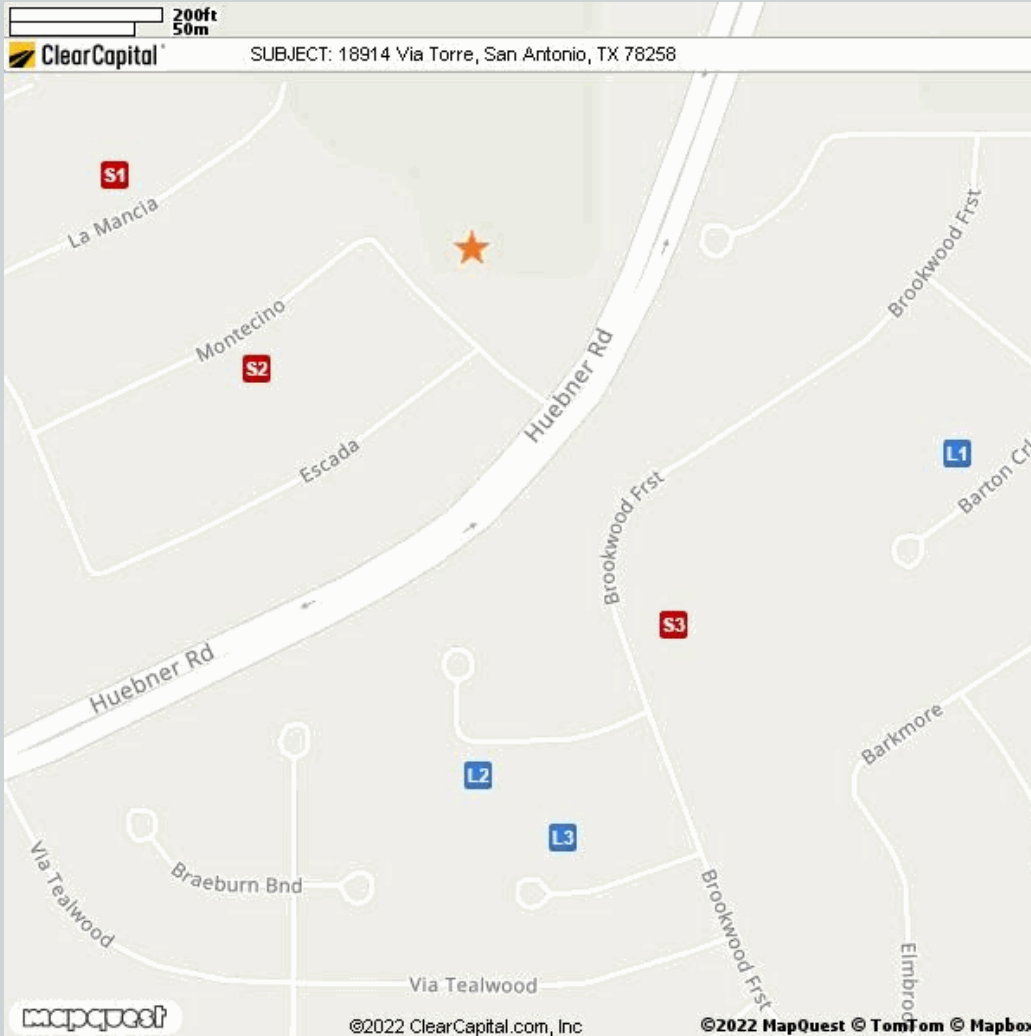 200ft
50m
ClearCapital
SUBJECT: 18914 Via Torre, San Antonio, TX 78258
S1
La Mancia
Brookwood Frst
Montecino
S2
Huebner Rd
Escada
L1
Barton Crk
Brookwood Frst
S3
Huebner Rd
Barkmore
L2
L3
Via Tealwood
Braeburn Bnd
Brookwood Frst
Elmbroo
Via Tealwood
mapquest
©2022 ClearCapital.com, Inc
©2022 MapQuest © TomTom © Mapbox